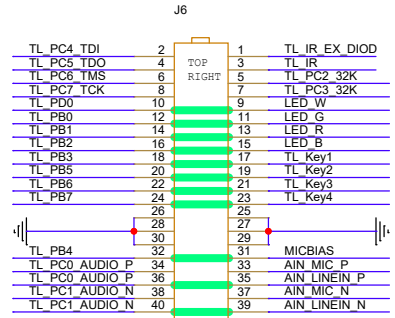 J6
TL_PC4_TDI 2 1 TL_IR_EX_DIOD
TL_PC5_TDO 4 TOP 3 TL_IR
TL_PC6_TMS 6 RIGHT 5 TL_PC2_32K
TL_PC7_TCK 8 7 TL_PC3_32K
TL_PD0 10 9 LED_W
TL_PB0 12 11 LED_G
TL_PB1 14 13 LED_R
TL_PB2 16 15 LED_B
TL_PB3 18 17 TL_Key1
TL_PB5 20 19 TL_Key2
TL_PB6 22 21 TL_Key3
TL_PB7 24 23 TL_Key4
26 25
28 27
30 29
TL_PB4 32 31 MICBIAS
TL_PC0_AUDIO_P 34 33 AIN_MIC_P
TL_PC0_AUDIO_P 36 35 AIN_LINEIN_P
TL_PC1_AUDIO_N 38 37 AIN_MIC_N
TL_PC1_AUDIO_N 40 39 AIN_LINEIN_N